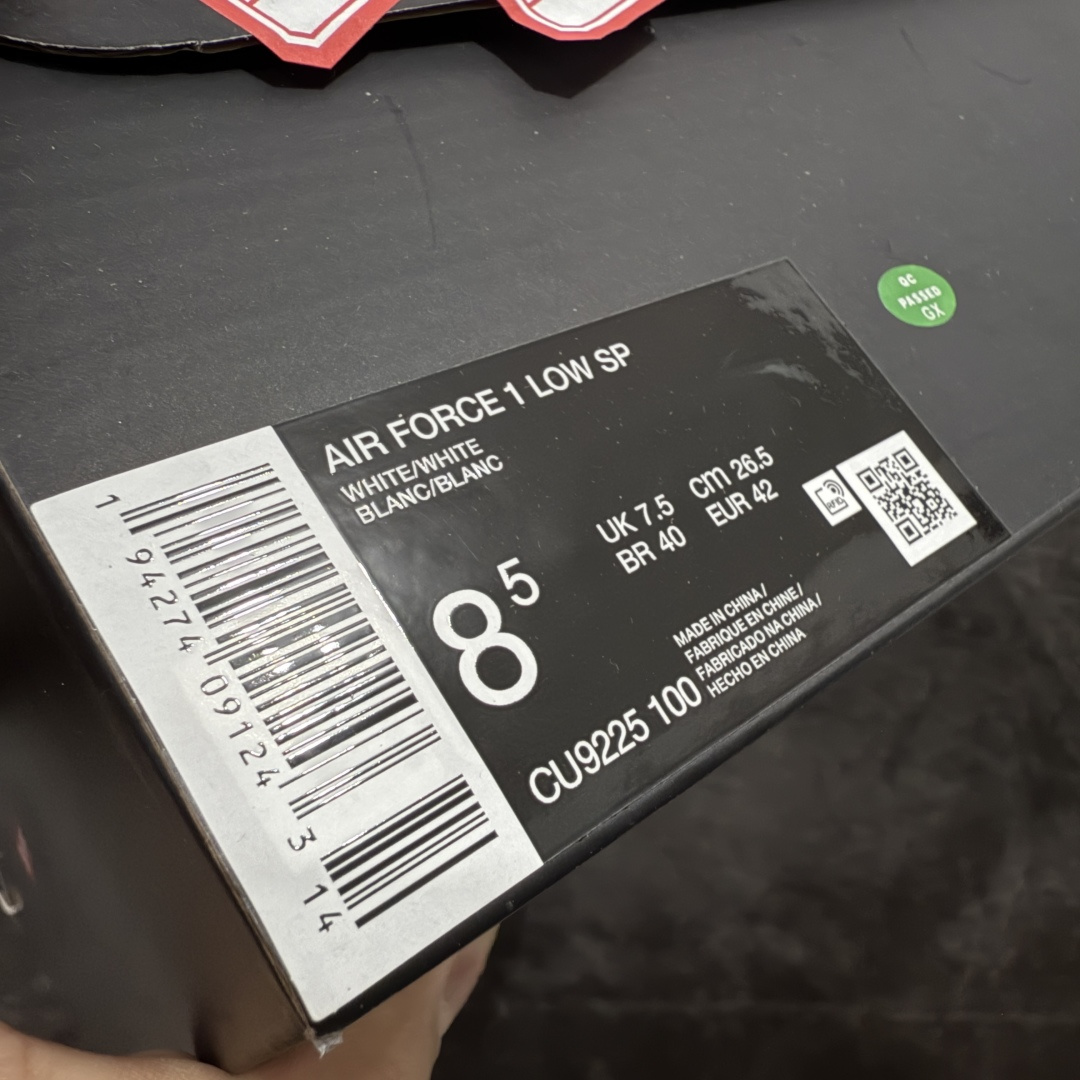 QC
PASSED
GX
AIR FORCE 1 LOW SP
WHITE/WHITE
BLANC/BLANC
8 5
UK 7.5 cm 26.5
BR 40 EUR 42
RFID
MADE IN CHINA /
FABRIQUE EN CHINE /
FABRICADO NA CHINA /
HECHO EN CHINA
CU9225 100
1 94274 09124 3 14